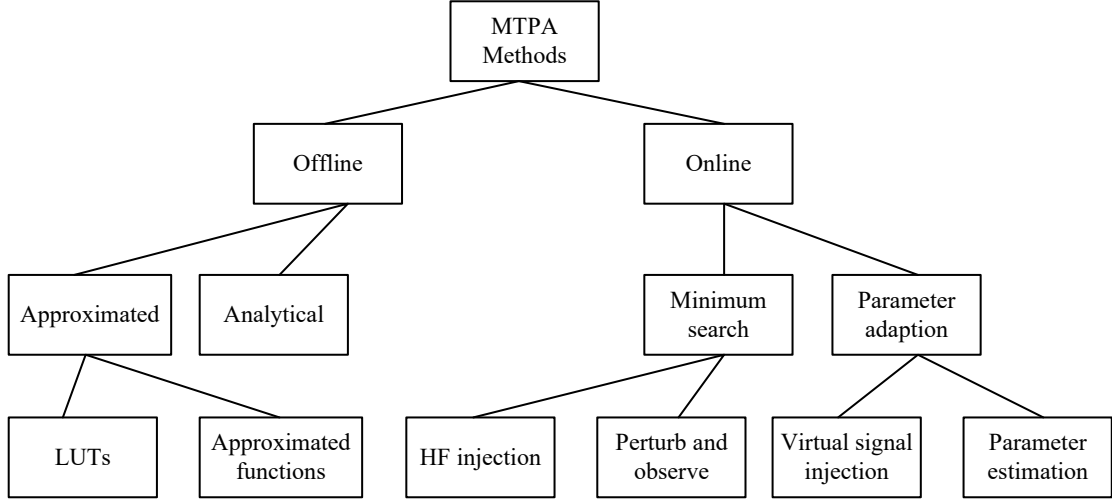 MTPA
Methods
Offline
Online
Approximated
Analytical
Minimum
search
Parameter
adaption
LUTs
Approximated
functions
HF injection
Perturb and
observe
Virtual signal
injection
Parameter
estimation